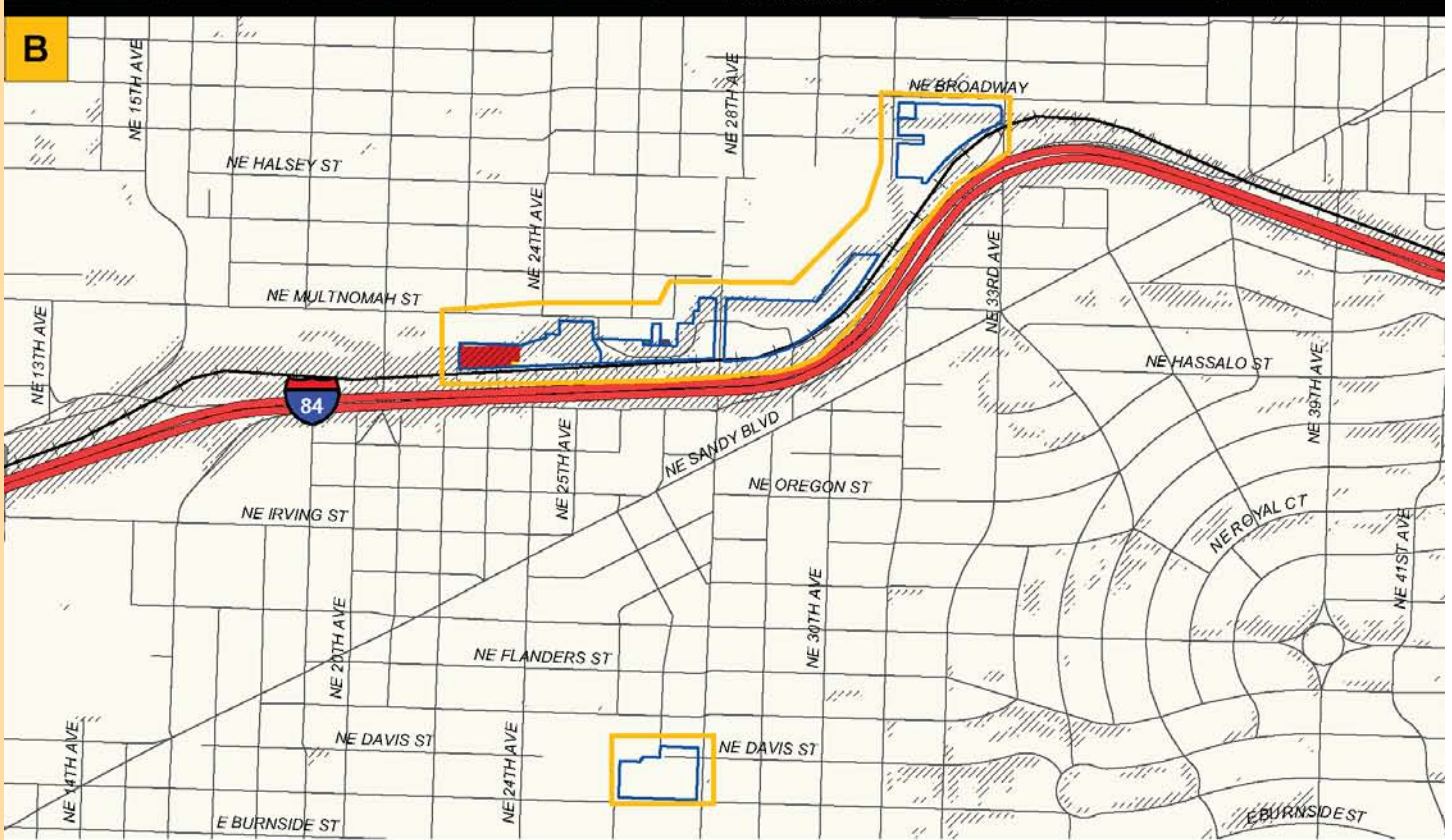 B
NE 15TH AVE
NE 28TH AVE
NE BROADWAY
NE HALSEY ST
NE 24TH AVE
NE 33RD AVE
NE MULTNOMAH ST
NE 13TH AVE
NE HASSALO ST
NE 39TH AVE
84
NE SANDY BLVD
NE 25TH AVE
NE OREGON ST
NE IRVING ST
NE ROYAL CT
NE 41ST AVE
NE 20TH AVE
NE 30TH AVE
NE FLANDERS ST
NE 14TH AVE
NE DAVIS ST
NE 24TH AVE
NE DAVIS ST
E BURNSIDE ST
E BURNSIDE ST